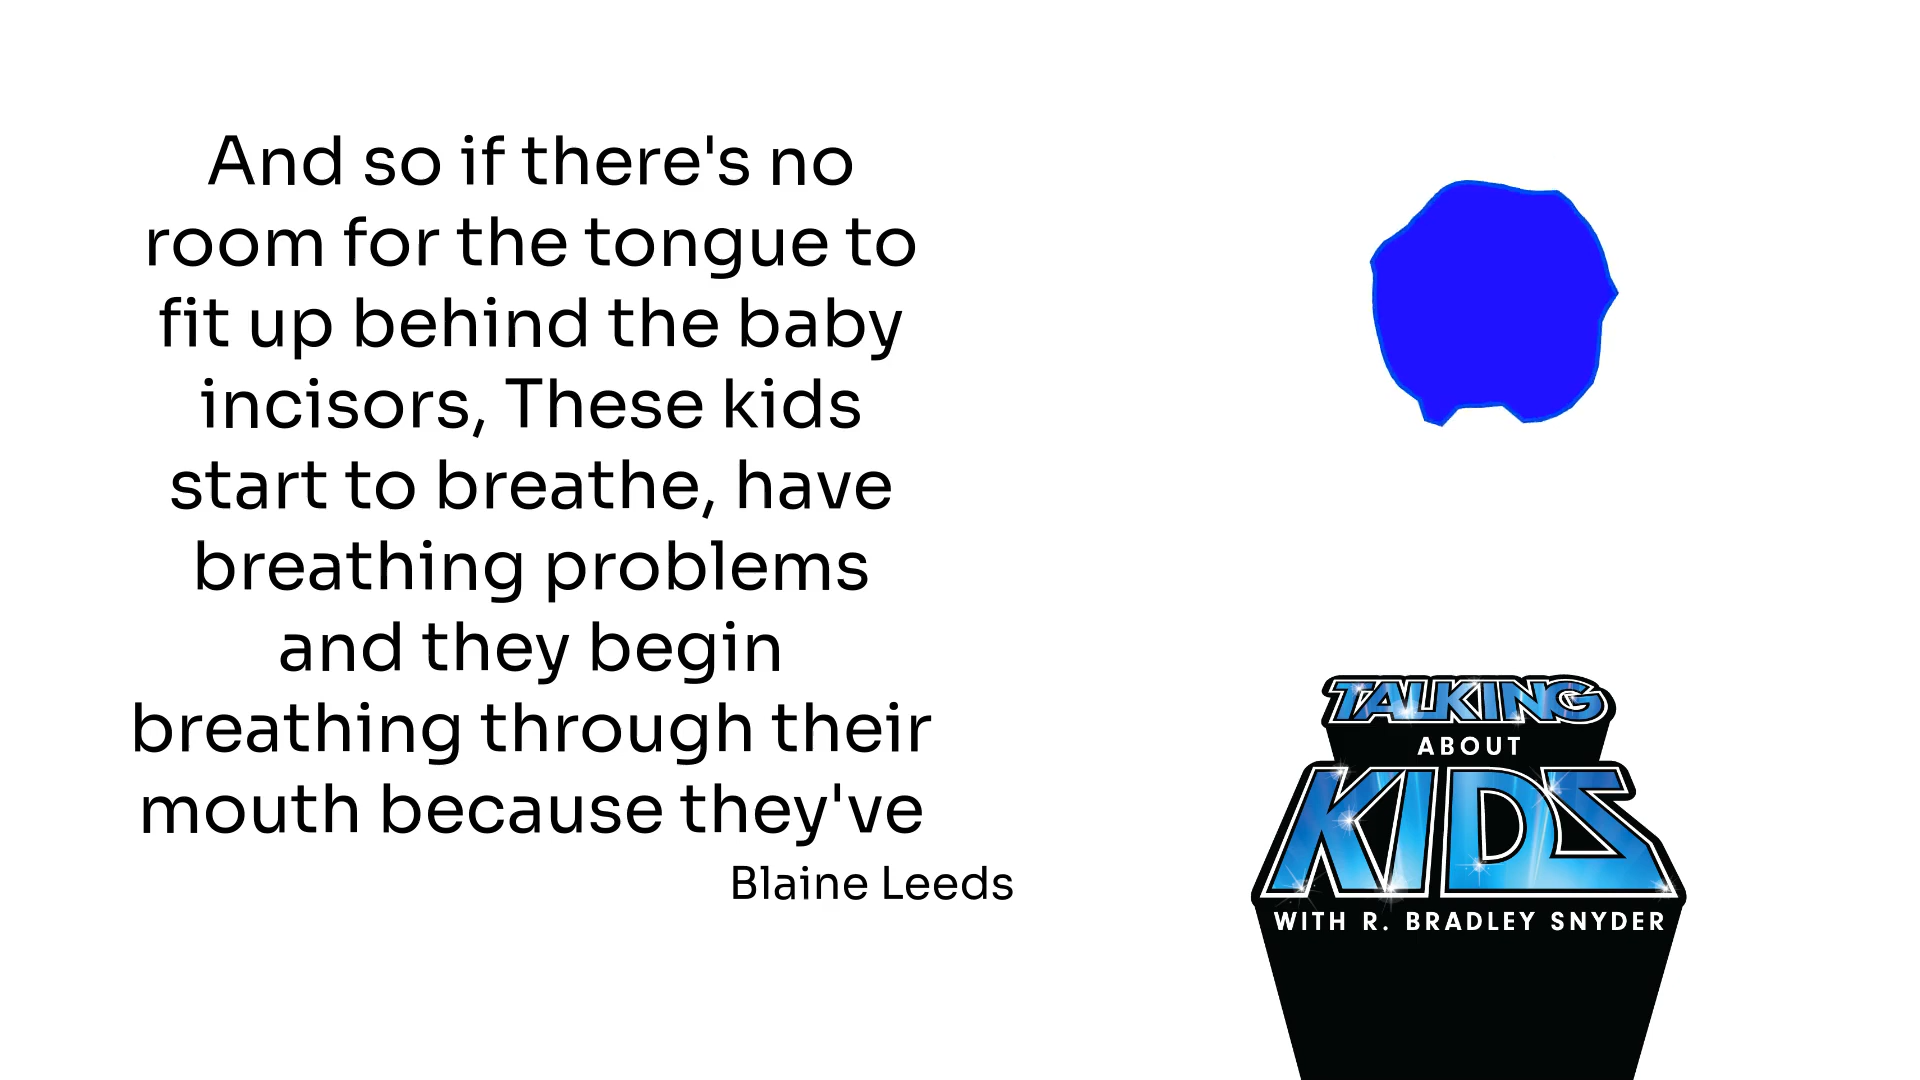 And so if there's no
room for the tongue to
fit up behind the baby
incisors, These kids
start to breathe, have
breathing problems
and they begin
breathing through their
mouth because they've
Blaine Leeds
TALKING
ABOUT
KIDS
WITH R. BRADLEY SNYDER